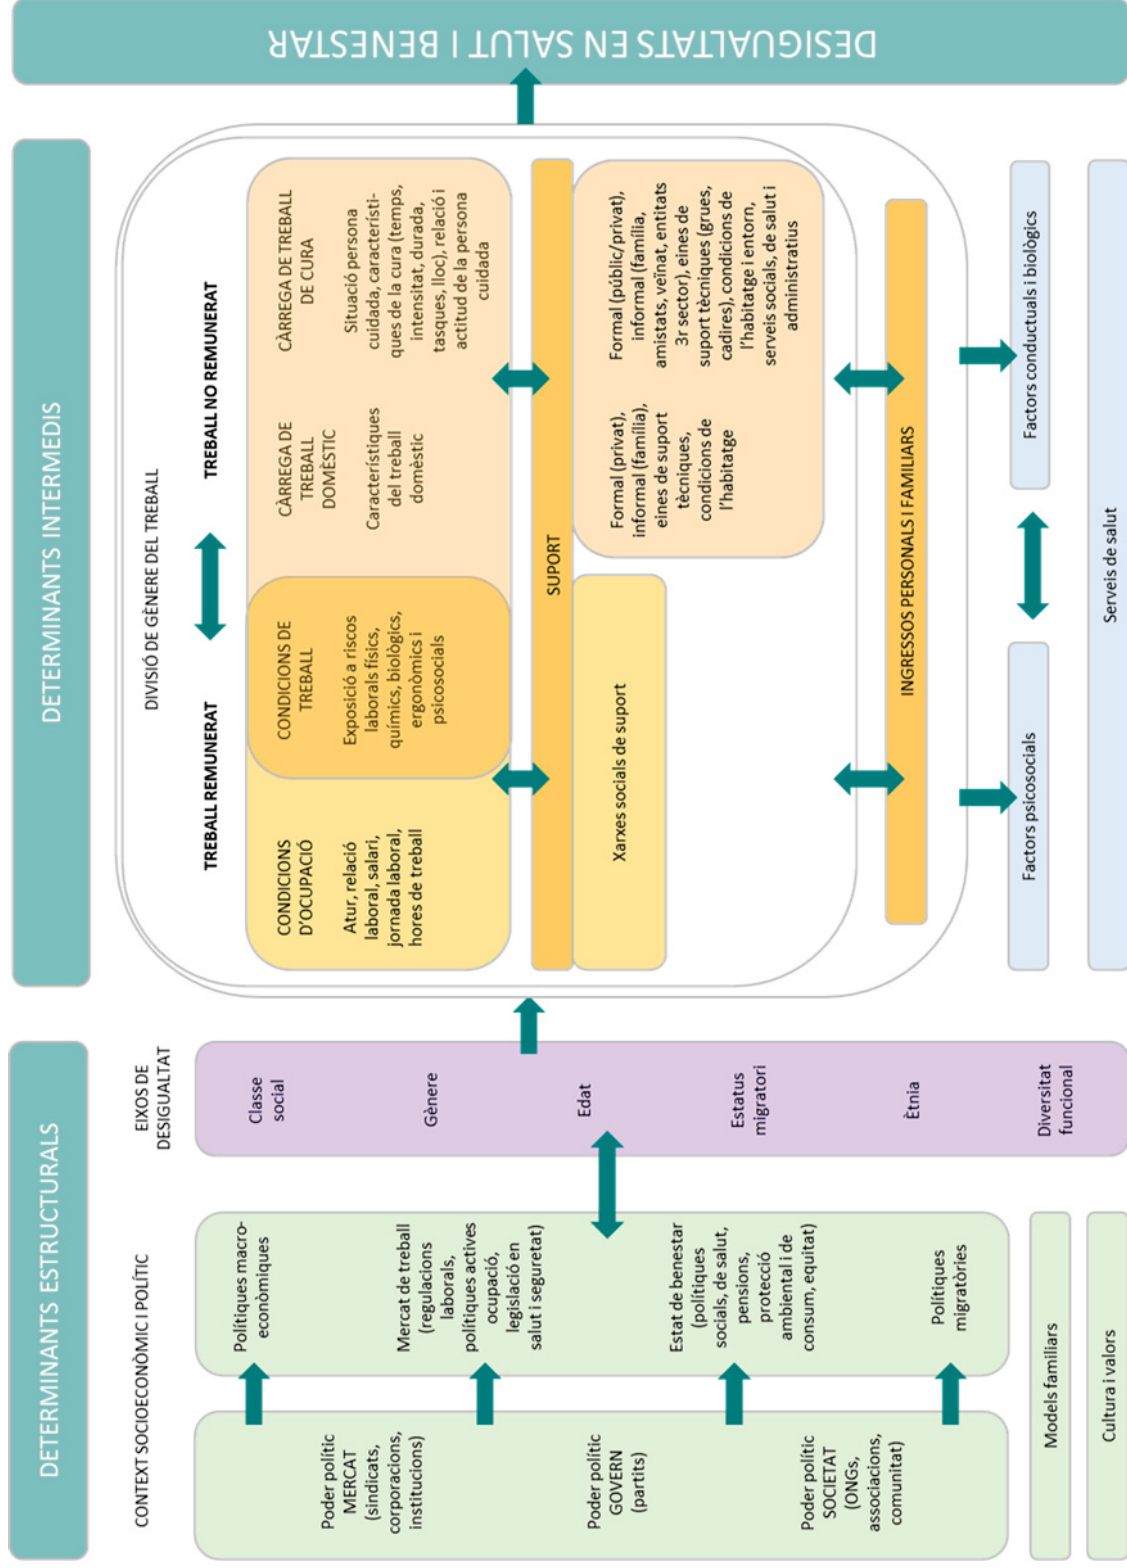 DETERMINANTS ESTRUCTURALS
CONTEXT SOCIOECONÒMIC I POLÍTIC
Poder polític
MERCAT
(sindicats,
corporacions,
institucions)
Poder polític
GOVERN
(partits)
Poder polític
SOCIETAT
(ONGs,
associacions,
comunitat)
Polítiques macro-
econòmiques
Mercat de treball
(regulacions
laborals,
polítiques actives
ocupació,
legislació en
salut i seguretat)
Estat de benestar
(polítiques
socials, de salut,
pensions,
protecció
ambiental i de
consum, equitat)
Polítiques
migratòries
Models familiars
Cultura i valors
EIXOS DE
DESIGUALTAT
Classe
social
Gènere
Edat
Estatus
migratori
Ètnia
Diversitat
funcional
DETERMINANTS INTERMEDIS
DIVISIÓ DE GÈNERE DEL TREBALL
TREBALL REMUNERAT
TREBALL NO REMUNERAT
CONDICIONS
D'OCUPACIÓ
Atur, relació
laboral, salari,
jornada laboral,
hores de treball
CONDICIONS DE
TREBALL
Exposició a riscos
laborals físics,
químics, biològics,
ergonòmics i
psicosocials
CÀRREGA DE
TREBALL
DOMÈSTIC
Característiques
del treball
domèstic
CÀRREGA DE TREBALL
DE CURA
Situació persona
cuidada, característi-
ques de la cura (temps,
intensitat, durada,
tasques, lloc), relació i
actitud de la persona
cuidada
SUPORT
Xarxes socials de suport
Formal (privat),
informal (família),
eines de suport
tècniques,
condicions de
l'habitatge
Formal (públic/privat),
informal (família,
amistats, veïnat, entitats
3r sector), eines de
suport tècniques (grues,
cadires), condicions de
l'habitatge i entorn,
serveis socials, de salut i
administratius
INGRESSOS PERSONALS I FAMILIARS
Factors psicosocials
Factors conductuals i biològics
Serveis de salut
DESIGUALTATS EN SALUT I BENESTAR